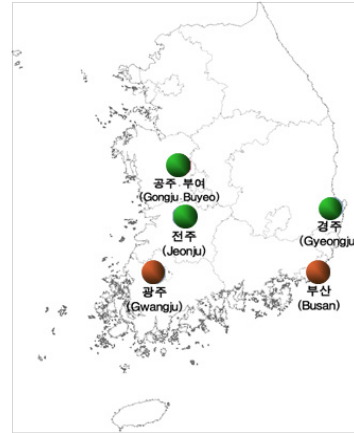 공주 부여
(Gongju Buyeo)
전주
(Jeonju)
경주
(Gyeongju
광주
(Gwangju)
부산
(Busan)